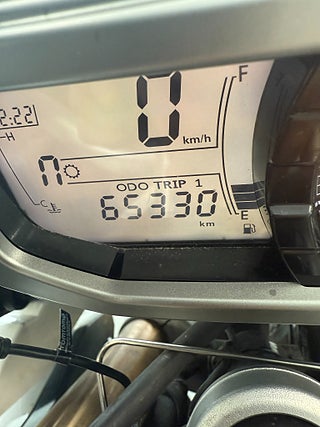 F
0
2:22
km/h
H
n
ODO TRIP 1
C
65330
E
km